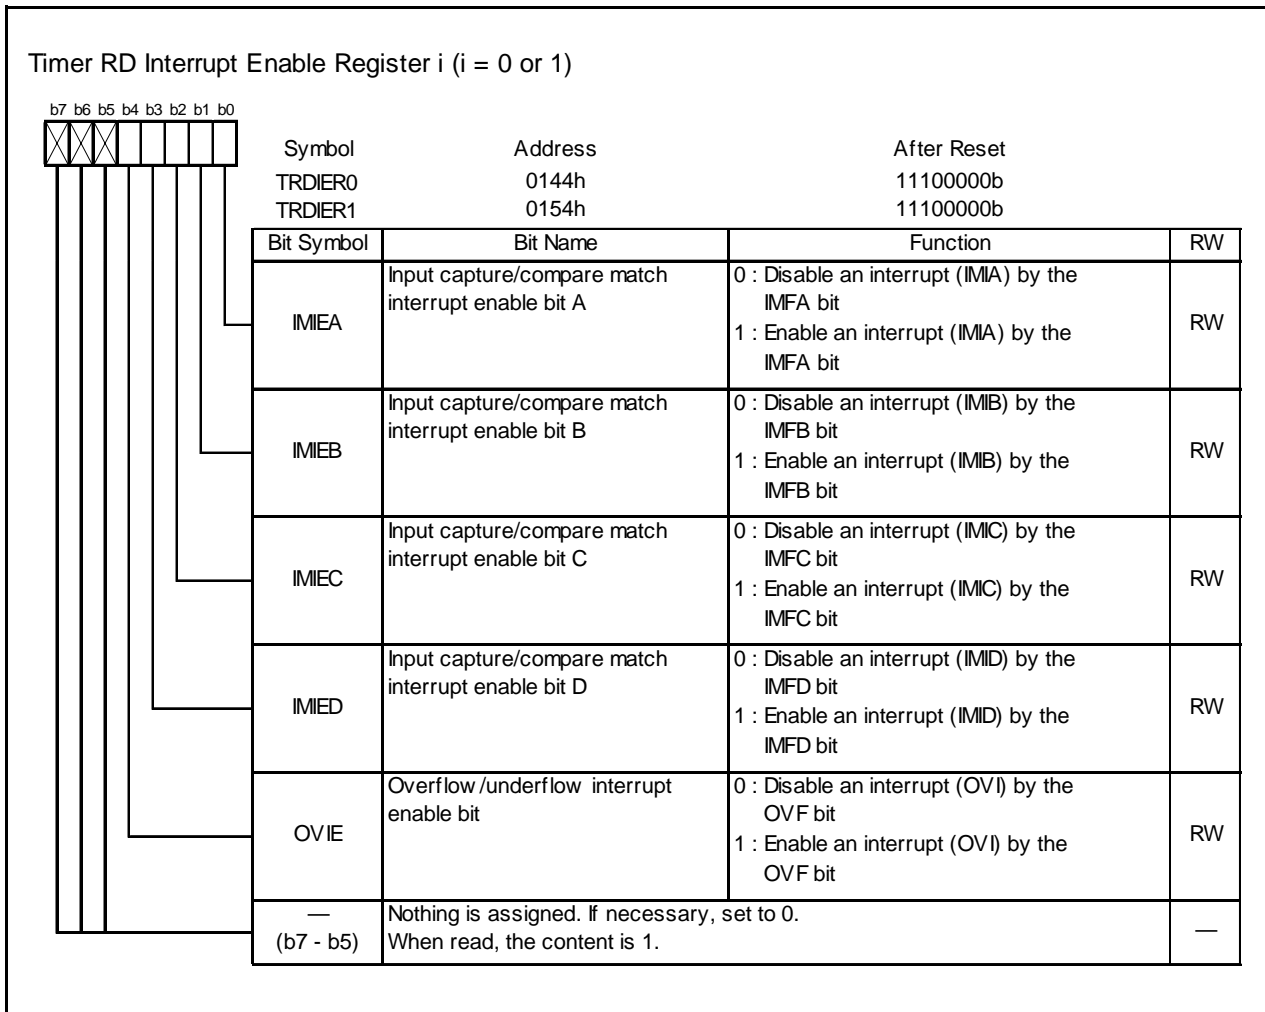 Timer RD Interrupt Enable Register i (i = 0 or 1)
b7 b6 b5 b4 b3 b2 b1 b0
Symbol Address After Reset
TRDIER0 0144h 11100000b
TRDIER1 0154h 11100000b
Bit Symbol Bit Name Function RW
IMIEA
Input capture/compare match
interrupt enable bit A
0 : Disable an interrupt (IMIA) by the
IMFA bit
1 : Enable an interrupt (IMIA) by the
IMFA bit
RW
IMIEB
Input capture/compare match
interrupt enable bit B
0 : Disable an interrupt (IMIB) by the
IMFB bit
1 : Enable an interrupt (IMIB) by the
IMFB bit
RW
IMIEC
Input capture/compare match
interrupt enable bit C
0 : Disable an interrupt (IMIC) by the
IMFC bit
1 : Enable an interrupt (IMIC) by the
IMFC bit
RW
IMIED
Input capture/compare match
interrupt enable bit D
0 : Disable an interrupt (IMID) by the
IMFD bit
1 : Enable an interrupt (IMID) by the
IMFD bit
RW
OVIE
Overflow/underflow interrupt
enable bit
0 : Disable an interrupt (OVI) by the
OVF bit
1 : Enable an interrupt (OVI) by the
OVF bit
RW
—
(b7 - b5)
Nothing is assigned. If necessary, set to 0.
When read, the content is 1.
—